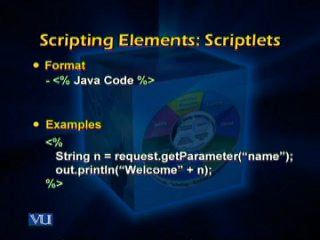 Scripting Elements: Scriptlets
• Format
- <% Java Code %>
• Examples
<%
String n = request.getParameter(“name”);
out.println(“Welcome” + n);
%>
VU